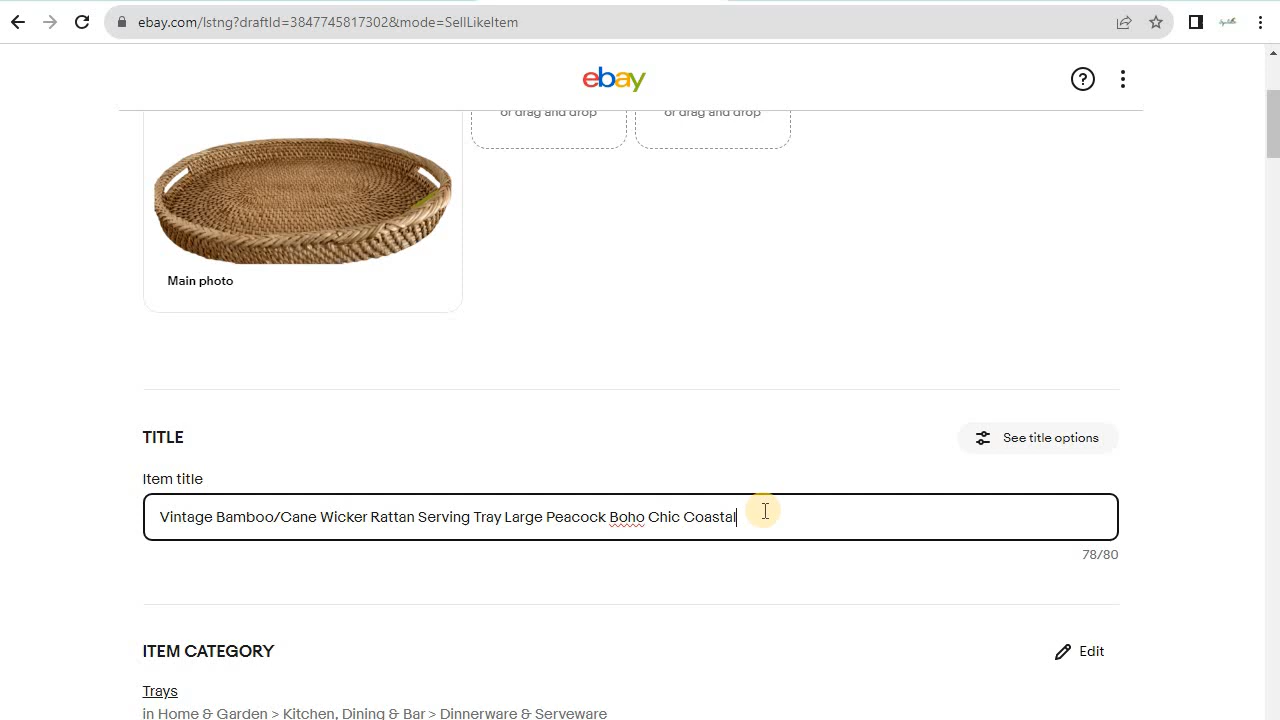 ebay.com/lstng?draftId=3847745817302&mode=SellLikeItem
ebay
or drag and drop
or drag and drop
Main photo
TITLE
See title options
Item title
Vintage Bamboo/Cane Wicker Rattan Serving Tray Large Peacock Boho Chic Coastal
78/80
ITEM CATEGORY
Edit
Trays
in Home & Garden > Kitchen, Dining & Bar > Dinnerware & Serveware